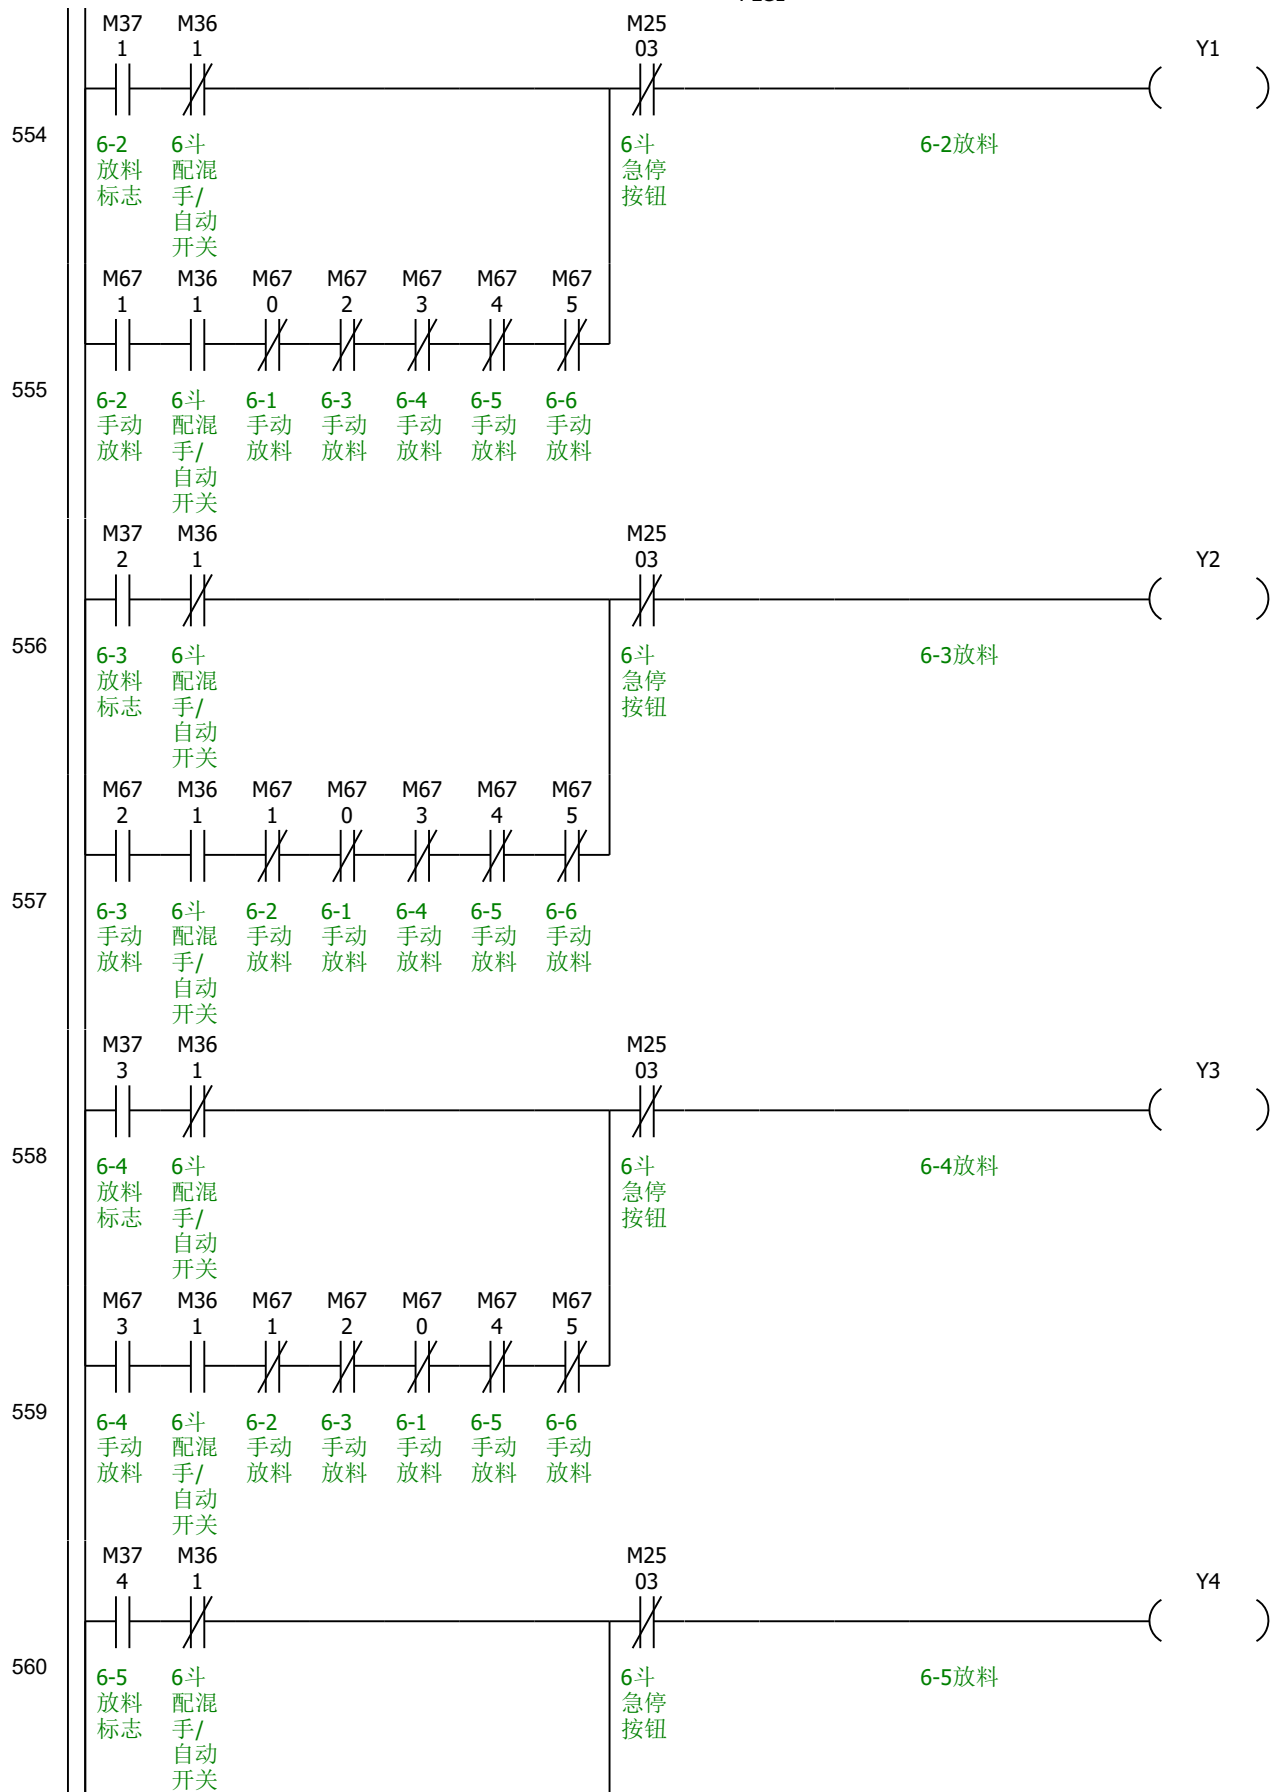 M37 M36 M25
1 1 03 Y1
554
6-2 6斗 6斗 6-2放料
放料 配混 急停
标志 手/ 按钮
自动
开关
M67 M36 M67 M67 M67 M67 M67
1 1 0 2 3 4 5
555
6-2 6斗 6-1 6-3 6-4 6-5 6-6
手动 配混 手动 手动 手动 手动 手动
放料 手/ 放料 放料 放料 放料 放料
自动
开关
M37 M36 M25
2 1 03 Y2
556
6-3 6斗 6斗 6-3放料
放料 配混 急停
标志 手/ 按钮
自动
开关
M67 M36 M67 M67 M67 M67 M67
2 1 1 0 3 4 5
557
6-3 6斗 6-2 6-1 6-4 6-5 6-6
手动 配混 手动 手动 手动 手动 手动
放料 手/ 放料 放料 放料 放料 放料
自动
开关
M37 M36 M25
3 1 03 Y3
558
6-4 6斗 6斗 6-4放料
放料 配混 急停
标志 手/ 按钮
自动
开关
M67 M36 M67 M67 M67 M67 M67
3 1 1 2 0 4 5
559
6-4 6斗 6-2 6-3 6-1 6-5 6-6
手动 配混 手动 手动 手动 手动 手动
放料 手/ 放料 放料 放料 放料 放料
自动
开关
M37 M36 M25
4 1 03 Y4
560
6-5 6斗 6斗 6-5放料
放料 配混 急停
标志 手/ 按钮
自动
开关